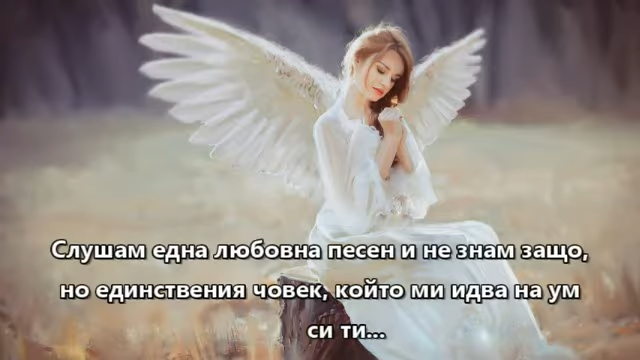 Слушам една любовна песен и не знам защо,
но единствения човек, който ми идва на ум
си ти...